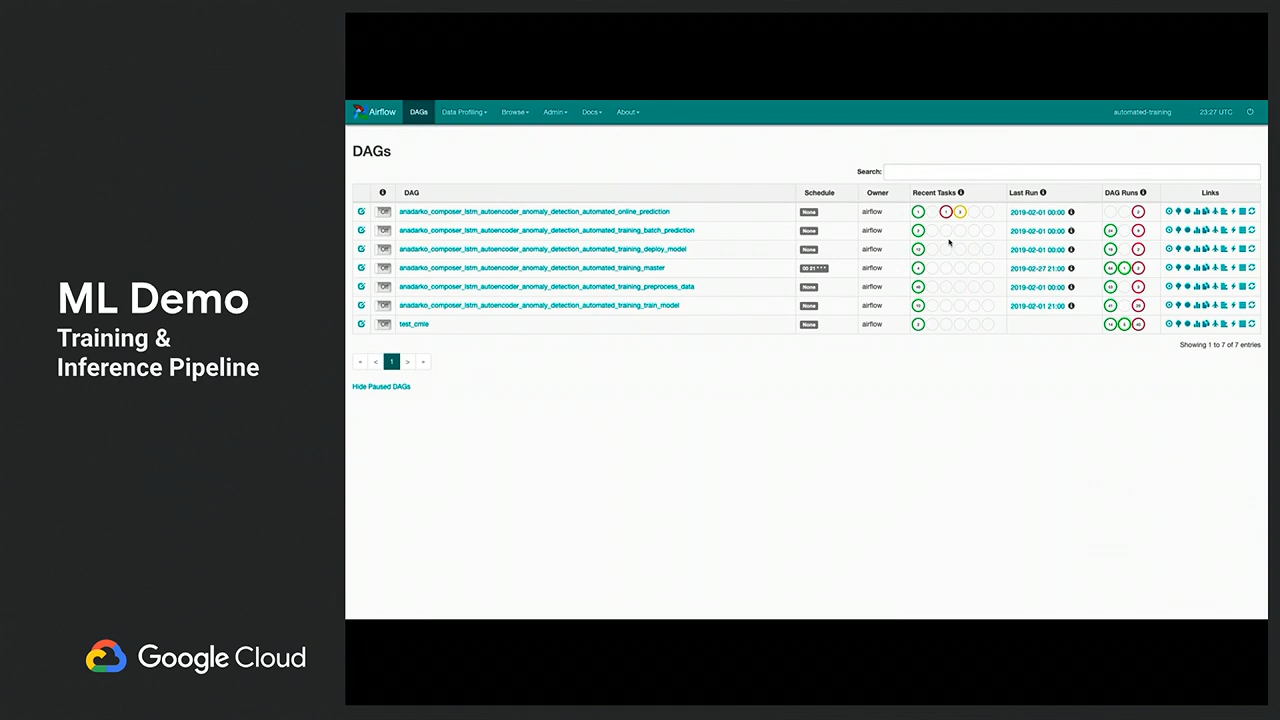 ML Demo
Training &
Inference Pipeline
Google Cloud
Airflow DAGs Data Profiling Browse Admin Docs About automated-training 23:27 UTC
DAGs
Search:
DAG Schedule Owner Recent Tasks Last Run DAG Runs Links
Off anadarko_composer_lstm_autoencoder_anomaly_detection_automated_online_prediction None airflow 2019-02-01 00:00
Off anadarko_composer_lstm_autoencoder_anomaly_detection_automated_training_batch_prediction None airflow 2019-02-01 00:00
Off anadarko_composer_lstm_autoencoder_anomaly_detection_automated_training_deploy_model None airflow 2019-02-01 00:00
Off anadarko_composer_lstm_autoencoder_anomaly_detection_automated_training_master 00 21 * * * airflow 2019-02-27 21:00
Off anadarko_composer_lstm_autoencoder_anomaly_detection_automated_training_preprocess_data None airflow 2019-02-01 00:00
Off anadarko_composer_lstm_autoencoder_anomaly_detection_automated_training_train_model None airflow 2019-02-01 21:00
Off test_cmle None airflow
Showing 1 to 7 of 7 entries
« < 1 > »
Hide Paused DAGs